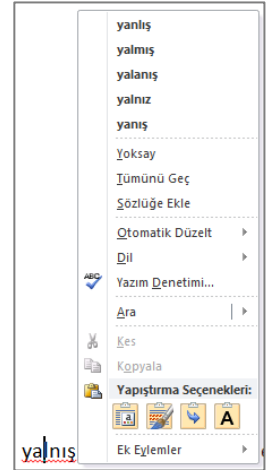 yanlış
yalmış
yalanış
yalnız
yanış
Yoksay
Tümünü Geç
Sözlüğe Ekle
Otomatik Düzelt
Dil
ABC
Yazım Denetimi...
Ara
Kes
Kopyala
Yapıştırma Seçenekleri:
A
yalnış
Ek Eylemler